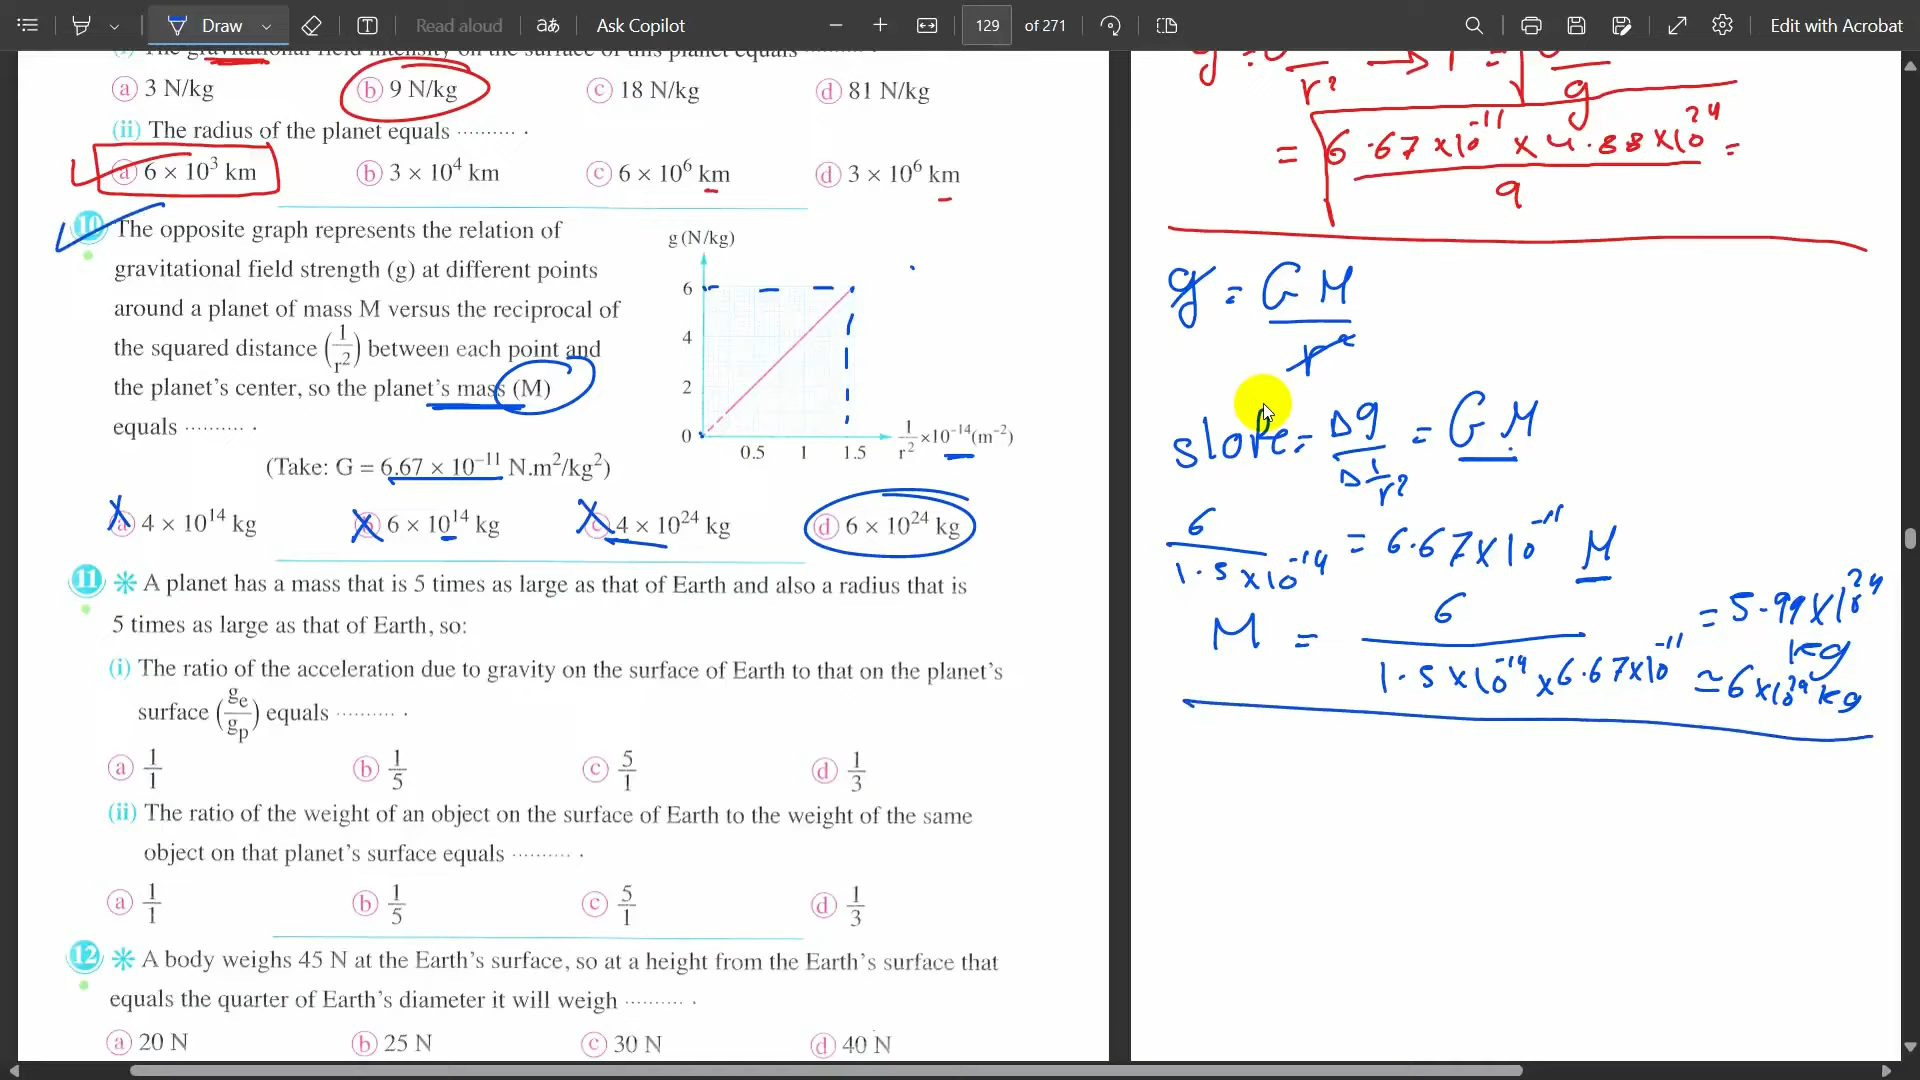 Draw
Read aloud
aあ
Ask Copilot
129 of 271
Edit with Acrobat
(i) The gravitational field intensity on the surface of this planet equals .......... .
ⓐ 3 N/kg ⓑ 9 N/kg ⓒ 18 N/kg ⓓ 81 N/kg
(ii) The radius of the planet equals .......... .
ⓐ 6 × 10³ km ⓑ 3 × 10⁴ km ⓒ 6 × 10⁶ km ⓓ 3 × 10⁶ km
10 The opposite graph represents the relation of
gravitational field strength (g) at different points
around a planet of mass M versus the reciprocal of
the squared distance (1/r²) between each point and
the planet's mass (M)
equals .......... .
(Take: G = 6.67 × 10⁻¹¹ N.m²/kg²)
g (N/kg)
6
4
2
0
0.5 1 1.5
1/r² ×10⁻¹⁴(m⁻²)
ⓐ 4 × 10¹⁴ kg ⓑ 6 × 10¹⁴ kg ⓒ 4 × 10²⁴ kg ⓓ 6 × 10²⁴ kg
11 * A planet has a mass that is 5 times as large as that of Earth and also a radius that is
5 times as large as that of Earth, so:
(i) The ratio of the acceleration due to gravity on the surface of Earth to that on the planet's
surface (gₑ/gₚ) equals .......... .
ⓐ 1/1 ⓑ 1/5 ⓒ 5/1 ⓓ 1/3
(ii) The ratio of the weight of an object on the surface of Earth to the weight of the same
object on that planet's surface equals .......... .
ⓐ 1/1 ⓑ 1/5 ⓒ 5/1 ⓓ 1/3
12 * A body weighs 45 N at the Earth's surface, so at a height from the Earth's surface that
equals the quarter of Earth's diameter it will weigh .......... .
ⓐ 20 N ⓑ 25 N ⓒ 30 N ⓓ 40 N
= √(6.67×10⁻¹¹ × 4.88×10²⁴ / 9) =
g = GM/r²
slope = Δg / Δ1/r² = GM
6 / 1.5×10⁻¹⁴ = 6.67×10⁻¹¹ M
M = 6 / 1.5×10⁻¹⁴ × 6.67×10⁻¹¹ = 5.99×10²⁴ kg
≃ 6×10²⁴ kg